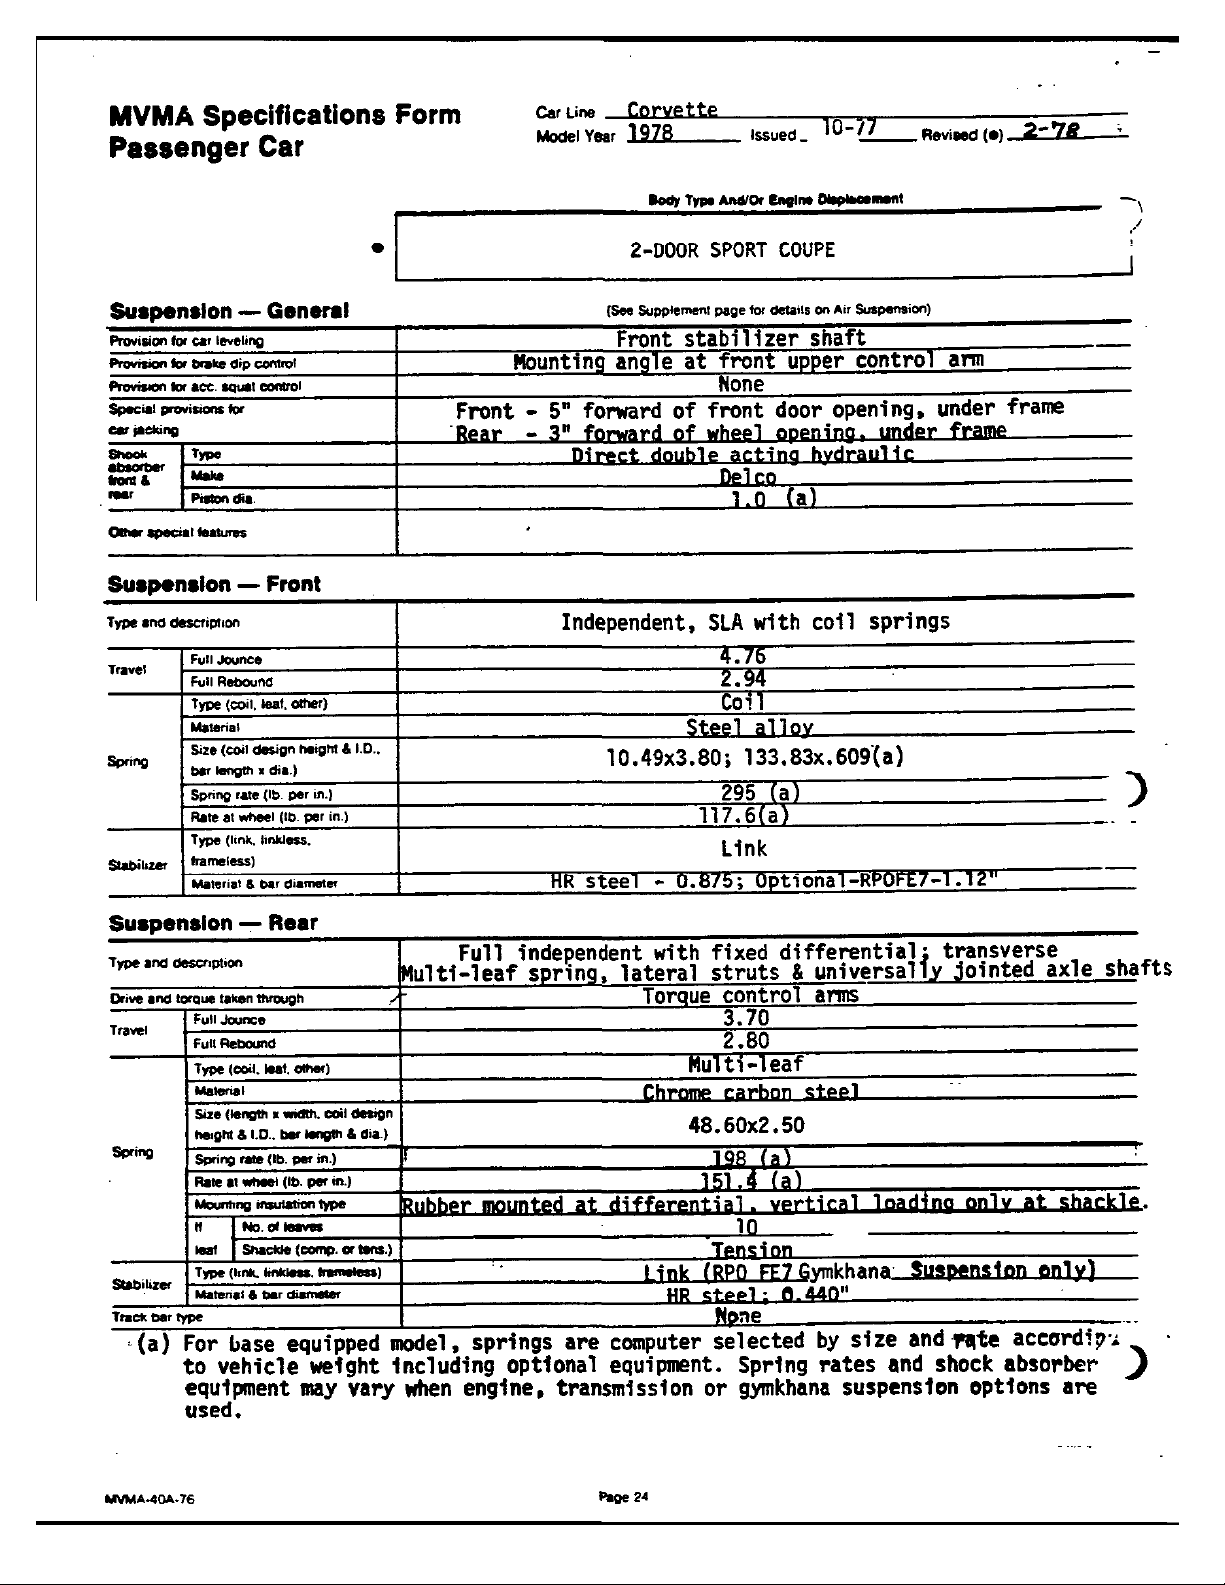 MVMA Specifications Form
Passenger Car
Car Line Corvette
Model Year 1978 Issued 10-77 Revised (•) 2-78
Body Type And/Or Engine Displacement
• 2-DOOR SPORT COUPE
Suspension — General (See Supplement page for details on Air Suspension)
Provision for car leveling Front stabilizer shaft
Provision for brake dip control Mounting angle at front upper control arm
Provision for acc. squat control None
Special provisions for car jacking
Front - 5" forward of front door opening, under frame
Rear - 3" forward of wheel opening, under frame
Shock absorber front & rear
Type Direct double acting hydraulic
Make Delco
Piston dia. 1.0 (a)
Other special features
Suspension — Front
Type and description Independent, SLA with coil springs
Travel Full Jounce 4.76
Full Rebound 2.94
Spring Type (coil, leaf, other) Coil
Material Steel alloy
Size (coil design height & I.D., bar length x dia.) 10.49x3.80; 133.83x.609(a)
Spring rate (lb. per in.) 295 (a)
Rate at wheel (lb. per in.) 117.6(a)
Stabilizer Type (link, linkless, frameless) Link
Material & bar diameter HR steel - 0.875; Optional-RPOFE7-1.12"
Suspension — Rear
Type and description Full independent with fixed differential; transverse
Multi-leaf spring, lateral struts & universally jointed axle shafts
Drive and torque taken through Torque control arms
Travel Full Jounce 3.70
Full Rebound 2.80
Spring Type (coil, leaf, other) Multi-leaf
Material Chrome carbon steel
Size (length x width, coil design height & I.D., bar length & dia.) 48.60x2.50
Spring rate (lb. per in.) 198 (a)
Rate at wheel (lb. per in.) 151.4 (a)
Mounting insulation type Rubber mounted at differential, vertical loading only at shackle.
If leaf No. of leaves 10
Shackle (comp. or tens.) Tension
Stabilizer Type (link, linkless, frameless) Link (RPO FE7 Gymkhana Suspension only)
Material & bar diameter HR steel; 0.440"
Track bar type None
(a) For base equipped model, springs are computer selected by size and rate
to vehicle weight including optional equipment. Spring rates and shock absorber
equipment may vary when engine, transmission or gymkhana suspension options are
used.
MVMA-40A-76 Page 24